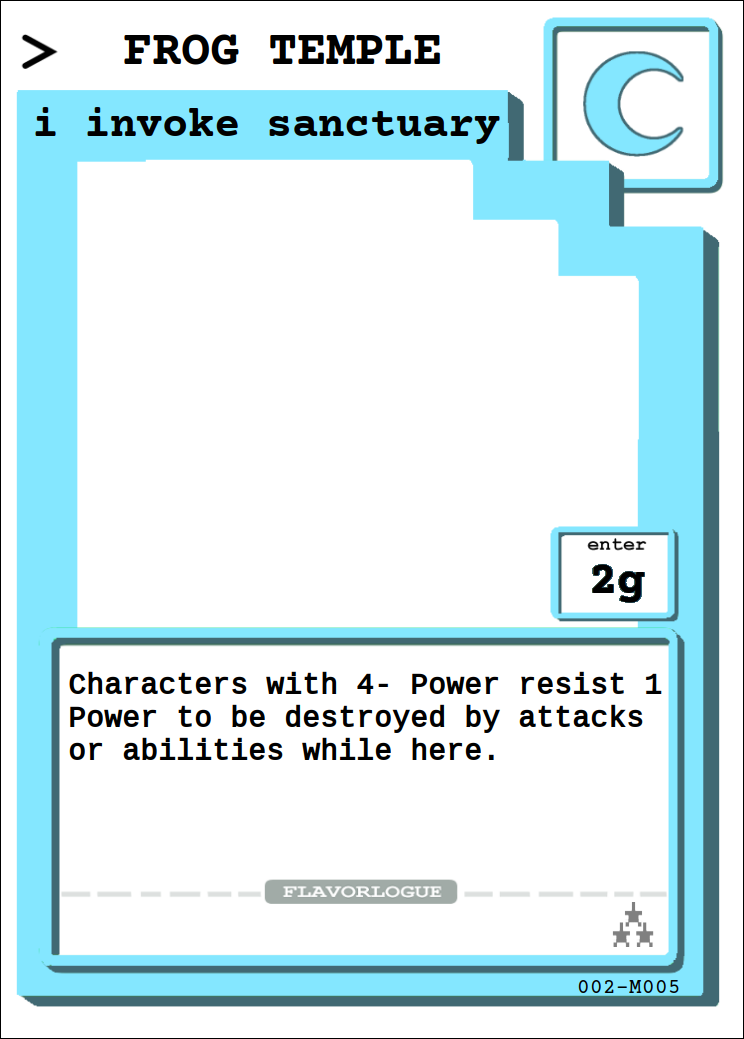 > FROG TEMPLE
i invoke sanctuary
enter
2g
Characters with 4- Power resist 1
Power to be destroyed by attacks
or abilities while here.
FLAVORLOGUE
002-M005